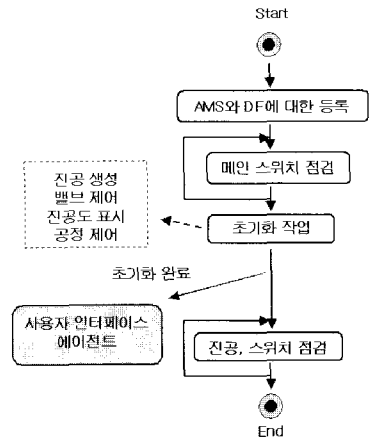 Start
AMS와 DF에 대한 등록
메인 스위치 점검
진공 생성
밸브 제어
진공도 표시
공정 제어
초기화 작업
초기화 완료
사용자 인터페이스
에이전트
진공, 스위치 점검
End